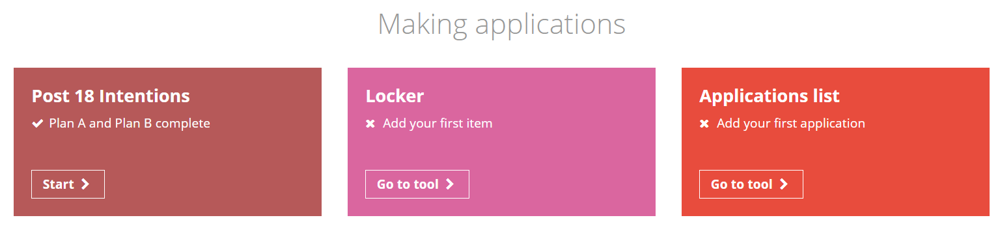 Making applications
Post 18 Intentions
Plan A and Plan B complete
Start
Locker
Add your first item
Go to tool
Applications list
Add your first application
Go to tool